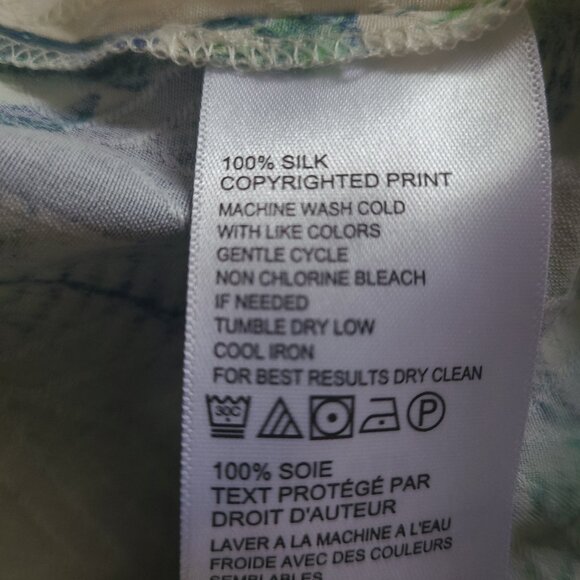 100% SILK
COPYRIGHTED PRINT
MACHINE WASH COLD
WITH LIKE COLORS
GENTLE CYCLE
NON CHLORINE BLEACH
IF NEEDED
TUMBLE DRY LOW
COOL IRON
FOR BEST RESULTS DRY CLEAN
30C P
100% SOIE
TEXT PROTÉGÉ PAR
DROIT D'AUTEUR
LAVER A LA MACHINE A L'EAU
FROIDE AVEC DES COULEURS
SEMBLABLES